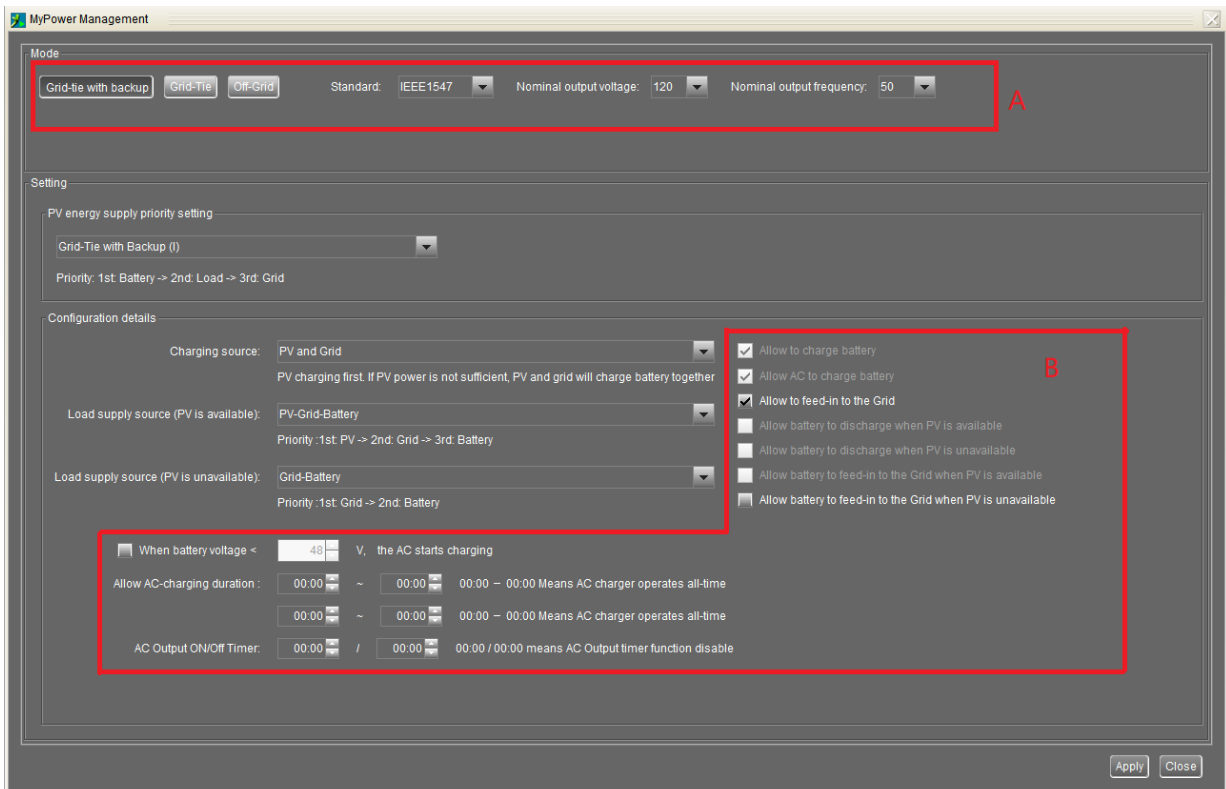 MyPower Management
Mode
Grid-tie with backup Grid-Tie Off-Grid Standard: IEEE1547 Nominal output voltage: 120 Nominal output frequency: 50
A
Setting
PV energy supply priority setting
Grid-Tie with Backup (I)
Priority: 1st: Battery -> 2nd: Load -> 3rd: Grid
Configuration details
Charging source: PV and Grid
PV charging first. If PV power is not sufficient, PV and grid will charge battery together
Load supply source (PV is available): PV-Grid-Battery
Priority :1st: PV -> 2nd: Grid -> 3rd: Battery
Load supply source (PV is unavailable): Grid-Battery
Priority :1st: Grid -> 2nd: Battery
Allow to charge battery
B
Allow AC to charge battery
Allow to feed-in to the Grid
Allow battery to discharge when PV is available
Allow battery to discharge when PV is unavailable
Allow battery to feed-in to the Grid when PV is available
Allow battery to feed-in to the Grid when PV is unavailable
When battery voltage < 48 V, the AC starts charging
Allow AC-charging duration : 00:00 ~ 00:00 00:00 – 00:00 Means AC charger operates all-time
00:00 ~ 00:00 00:00 – 00:00 Means AC charger operates all-time
AC Output ON/Off Timer: 00:00 / 00:00 00:00 / 00:00 means AC Output timer function disable
Apply Close